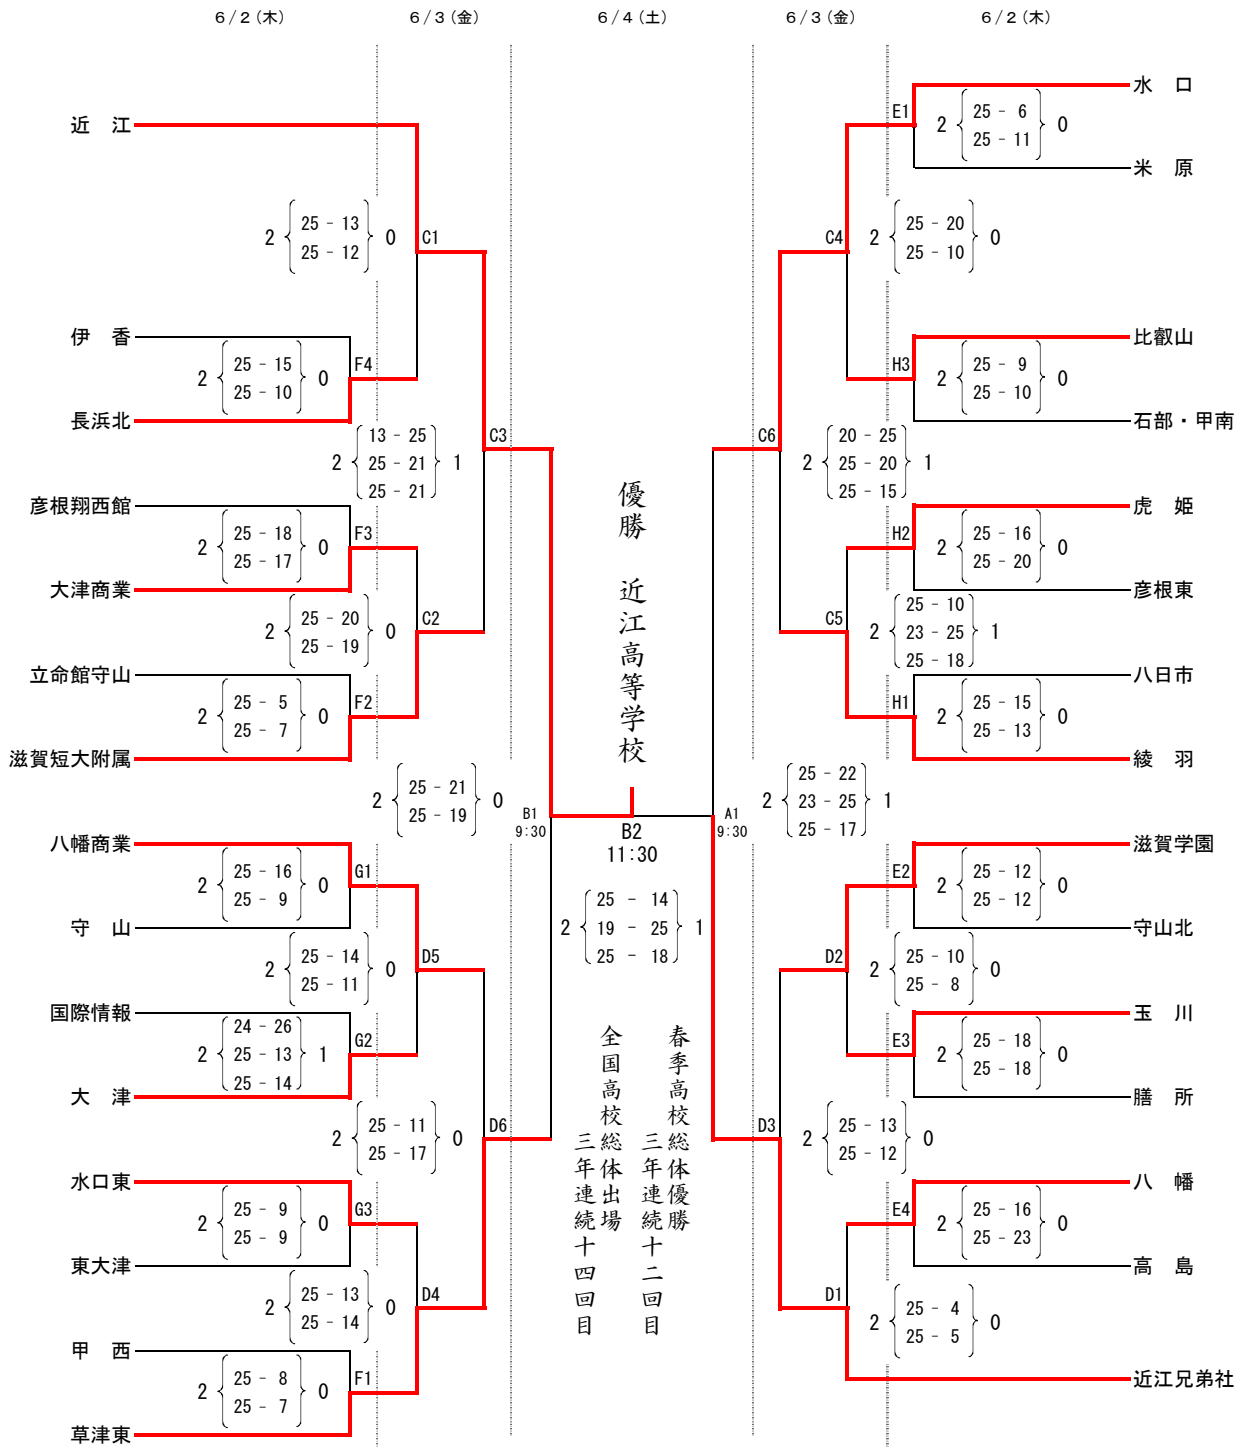 6/2(木)
6/3(金)
6/4(土)
6/3(金)
6/2(木)
近　江
2 25 - 13 0
25 - 12
C1
伊　香
2 25 - 15 0
25 - 10
F4
長浜北
2 13 - 25 1
25 - 21
25 - 21
C3
彦根翔西館
2 25 - 18 0
25 - 17
F3
大津商業
2 25 - 20 0
25 - 19
C2
立命館守山
2 25 - 5 0
25 - 7
F2
滋賀短大附属
2 25 - 21 0
25 - 19
B1
9:30
八幡商業
2 25 - 16 0
25 - 9
G1
守　山
2 25 - 14 0
25 - 11
D5
国際情報
2 24 - 26 1
25 - 13
25 - 14
G2
大　津
2 25 - 11 0
25 - 17
D6
水口東
2 25 - 9 0
25 - 9
G3
東大津
2 25 - 13 0
25 - 14
D4
甲　西
2 25 - 8 0
25 - 7
F1
草津東
優勝　近江高等学校
B2
11:30
2 25 - 14 1
19 - 25
25 - 18
春季高校総体優勝
三年連続十二回目
全国高校総体出場
三年連続十四回目
水　口
E1
2 25 - 6 0
25 - 11
米　原
C4
2 25 - 20 0
25 - 10
比叡山
H3
2 25 - 9 0
25 - 10
石部・甲南
C6
2 20 - 25 1
25 - 20
25 - 15
虎　姫
H2
2 25 - 16 0
25 - 20
彦根東
C5
2 25 - 10 1
23 - 25
25 - 18
八日市
H1
2 25 - 15 0
25 - 13
綾　羽
A1
9:30
2 25 - 22 1
23 - 25
25 - 17
滋賀学園
E2
2 25 - 12 0
25 - 12
守山北
D2
2 25 - 10 0
25 - 8
玉　川
E3
2 25 - 18 0
25 - 18
膳　所
D3
2 25 - 13 0
25 - 12
八　幡
E4
2 25 - 16 0
25 - 23
高　島
D1
2 25 - 4 0
25 - 5
近江兄弟社